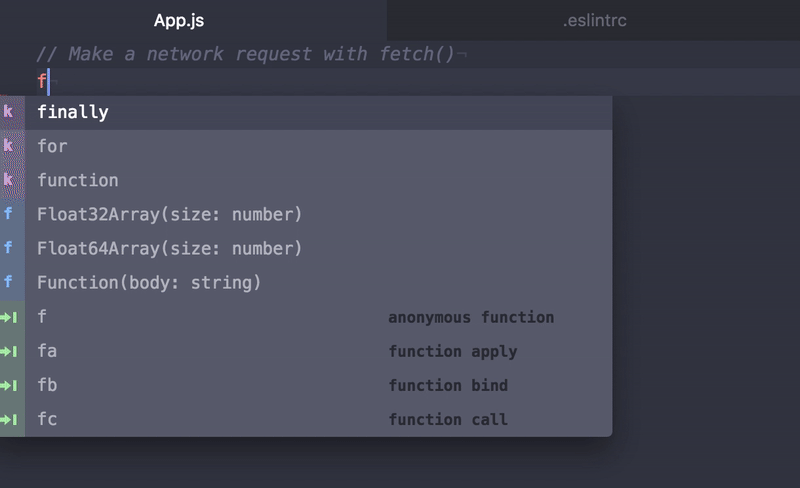 App.js .eslintrc
// Make a network request with fetch()¬
f¬
k finally
k for
k function
f Float32Array(size: number)
f Float64Array(size: number)
f Function(body: string)
f anonymous function
fa function apply
fb function bind
fc function call